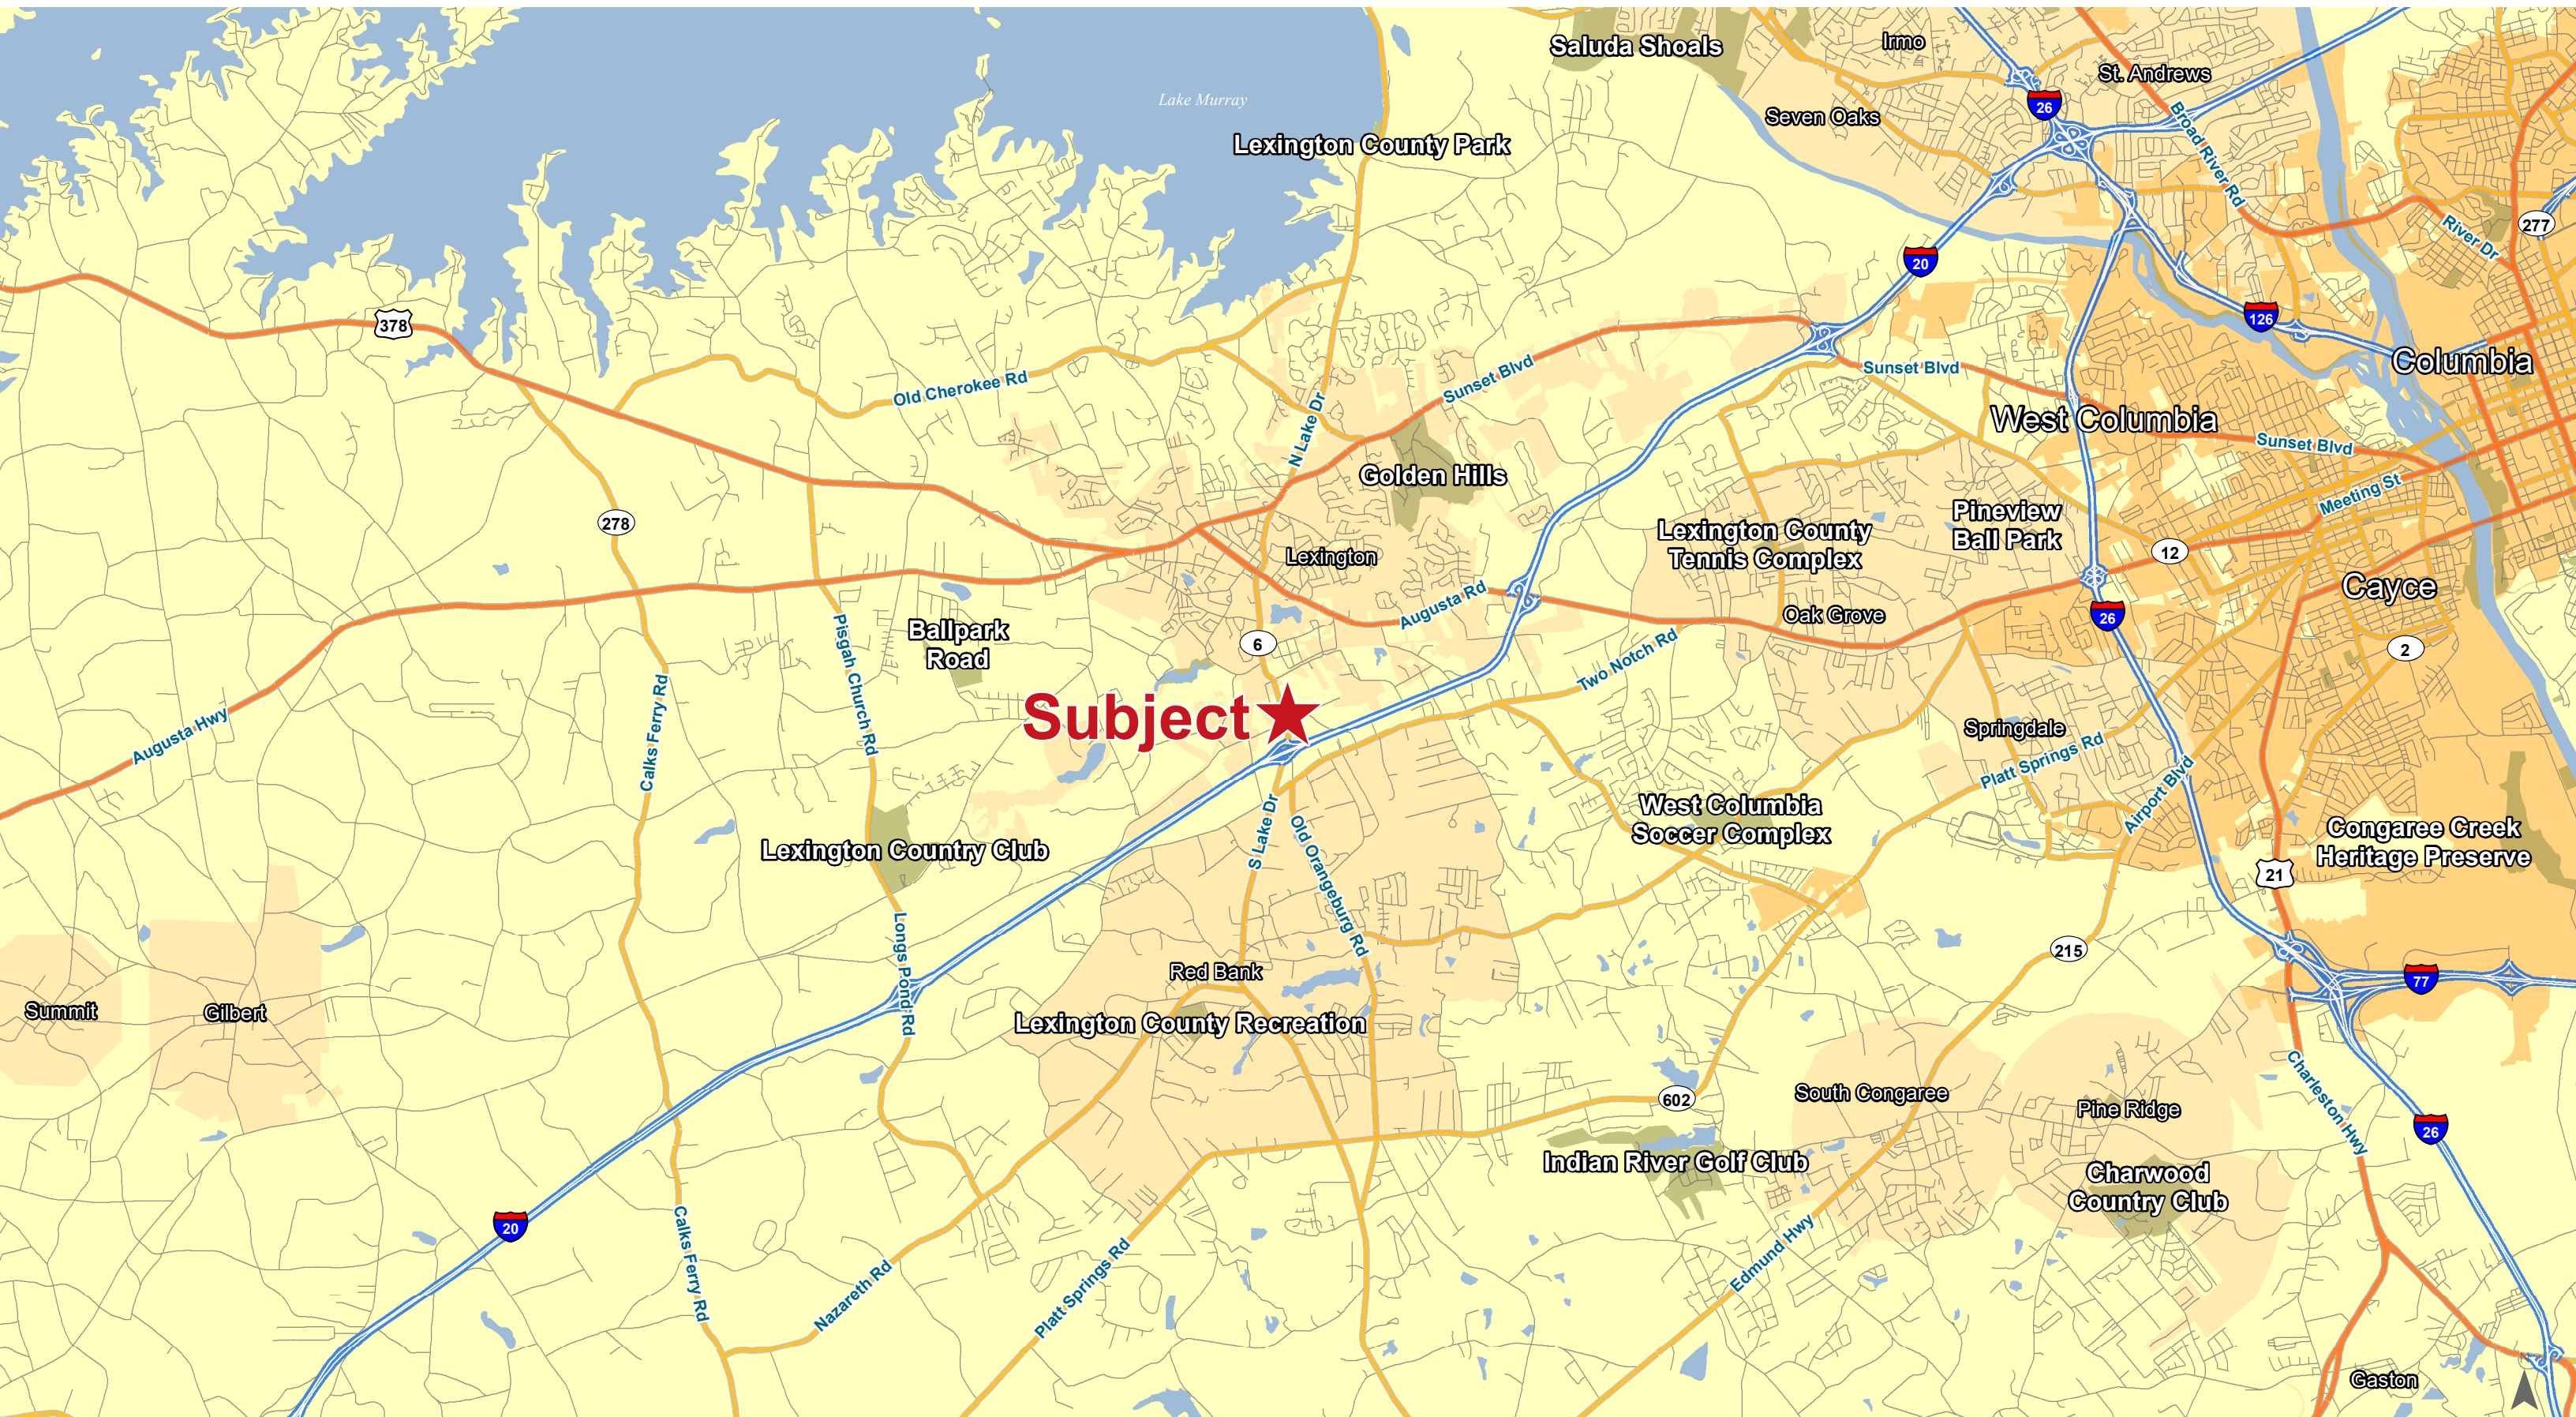 Saluda Shoals
Irmo
St. Andrews
Lake Murray
26
Seven Oaks
Broad River Rd
Lexington County Park
277
River Dr
20
126
378
Columbia
Sunset Blvd
Sunset Blvd
Old Cherokee Rd
West Columbia
N Lake Dr
Sunset Blvd
Golden Hills
Meeting St
278
Pineview
Ball Park
Lexington County
Tennis Complex
12
Lexington
Cayce
Augusta Rd
Oak Grove
26
Ballpark
Road
Pisgah Church Rd
6
Two Notch Rd
2
Subject
Augusta Hwy
Calks Ferry Rd
Springdale
Platt Springs Rd
Airport Blvd
West Columbia
Soccer Complex
S Lake Dr
Old Orangeburg Rd
Congaree Creek
Heritage Preserve
Lexington Country Club
21
Longs Pond Rd
215
Red Bank
77
Summit
Gilbert
Lexington County Recreation
Charleston Hwy
602
South Congaree
Pine Ridge
26
Indian River Golf Club
Charwood
Country Club
20
Calks Ferry Rd
Nazareth Rd
Platt Springs Rd
Edmund Hwy
Gaston